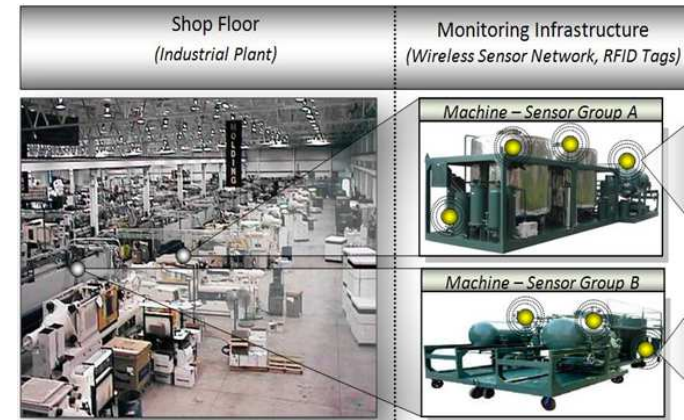 Shop Floor
(Industrial Plant)
Monitoring Infrastructure
(Wireless Sensor Network, RFID Tags)
MOLDING
Machine – Sensor Group A
Machine – Sensor Group B